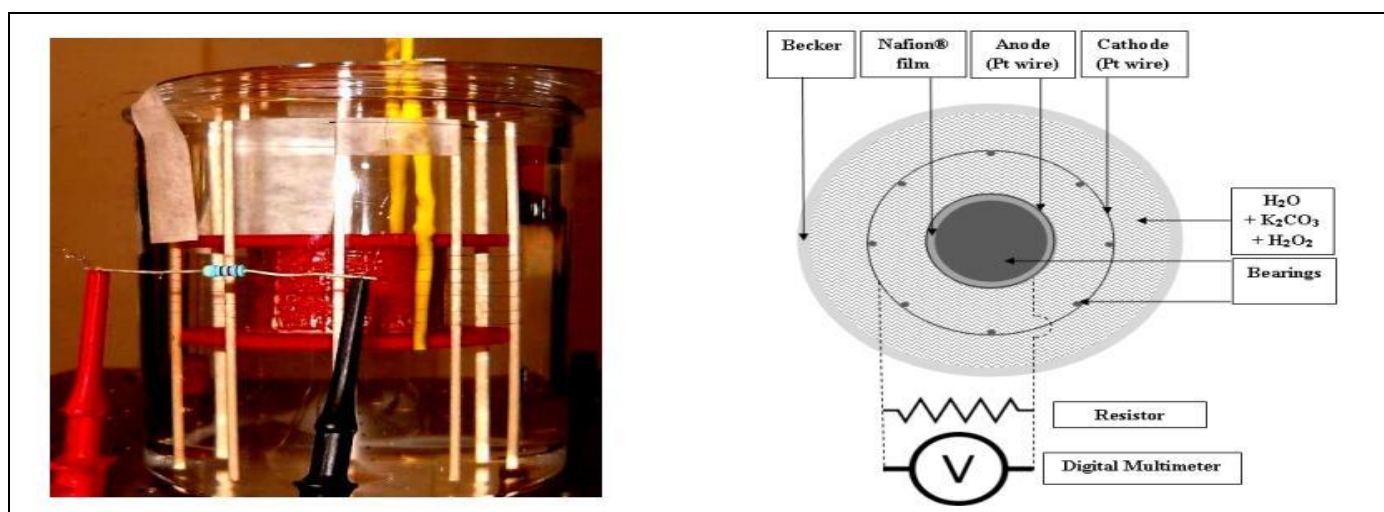 Becker
Nafion®
film
Anode
(Pt wire)
Cathode
(Pt wire)
H₂O
+ K₂CO₃
+ H₂O₂
Bearings
Resistor
V
Digital Multimeter